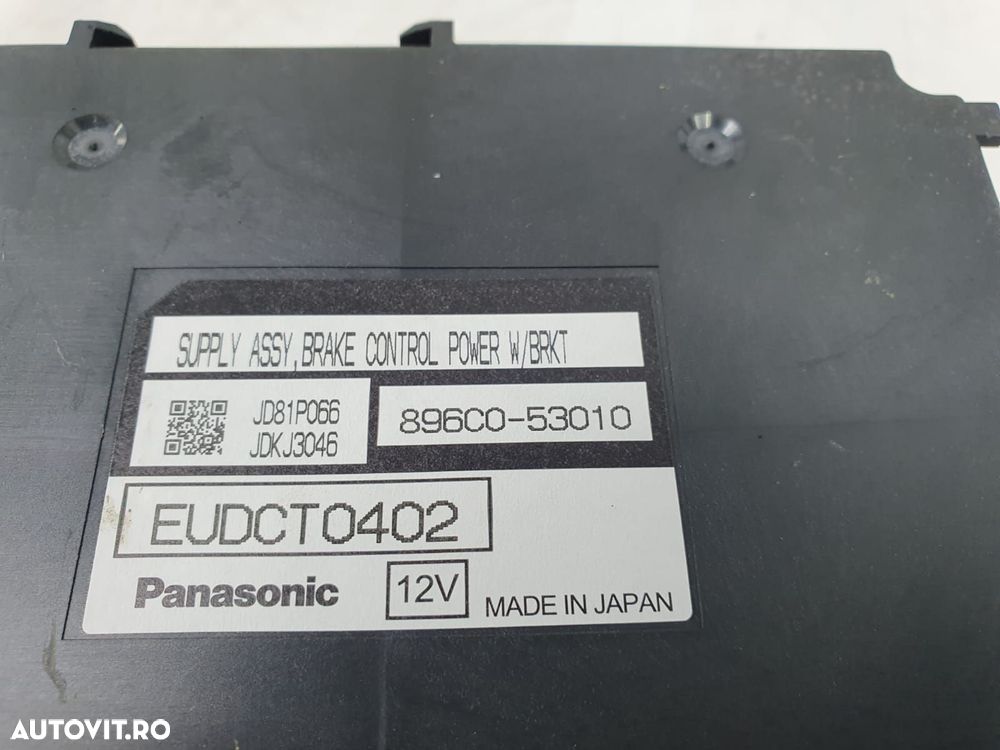 SUPPLY ASSY, BRAKE CONTROL POWER W/BRKT
JD81P066
JDKJ3046
896C0-53010
EUDCT0402
Panasonic
12V
MADE IN JAPAN
AUTOVIT.RO